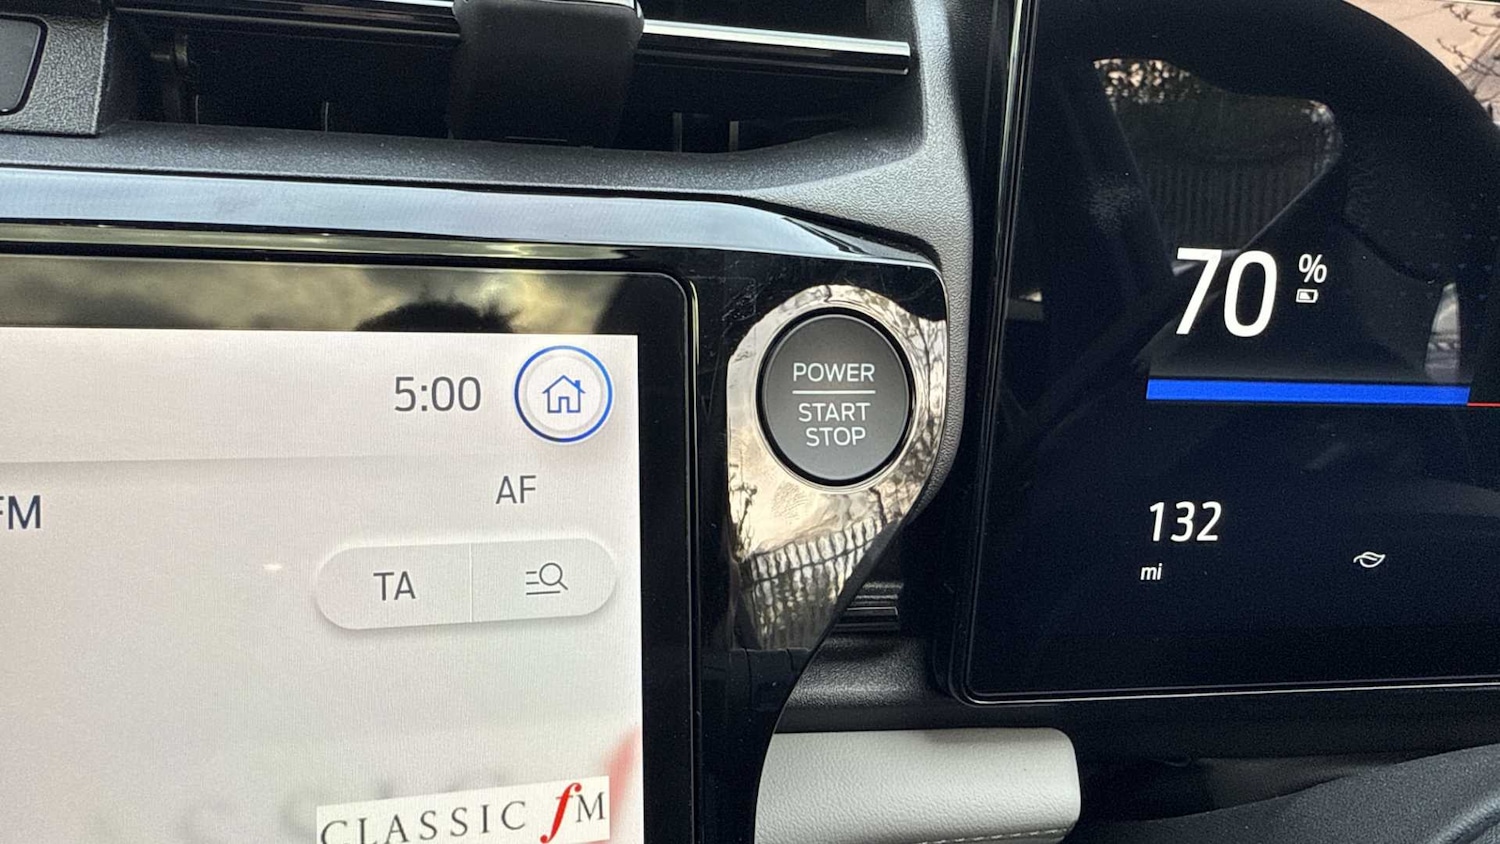 5:00
AF
FM
TA
CLASSIC fM
POWER
START
STOP
70 %
132
mi